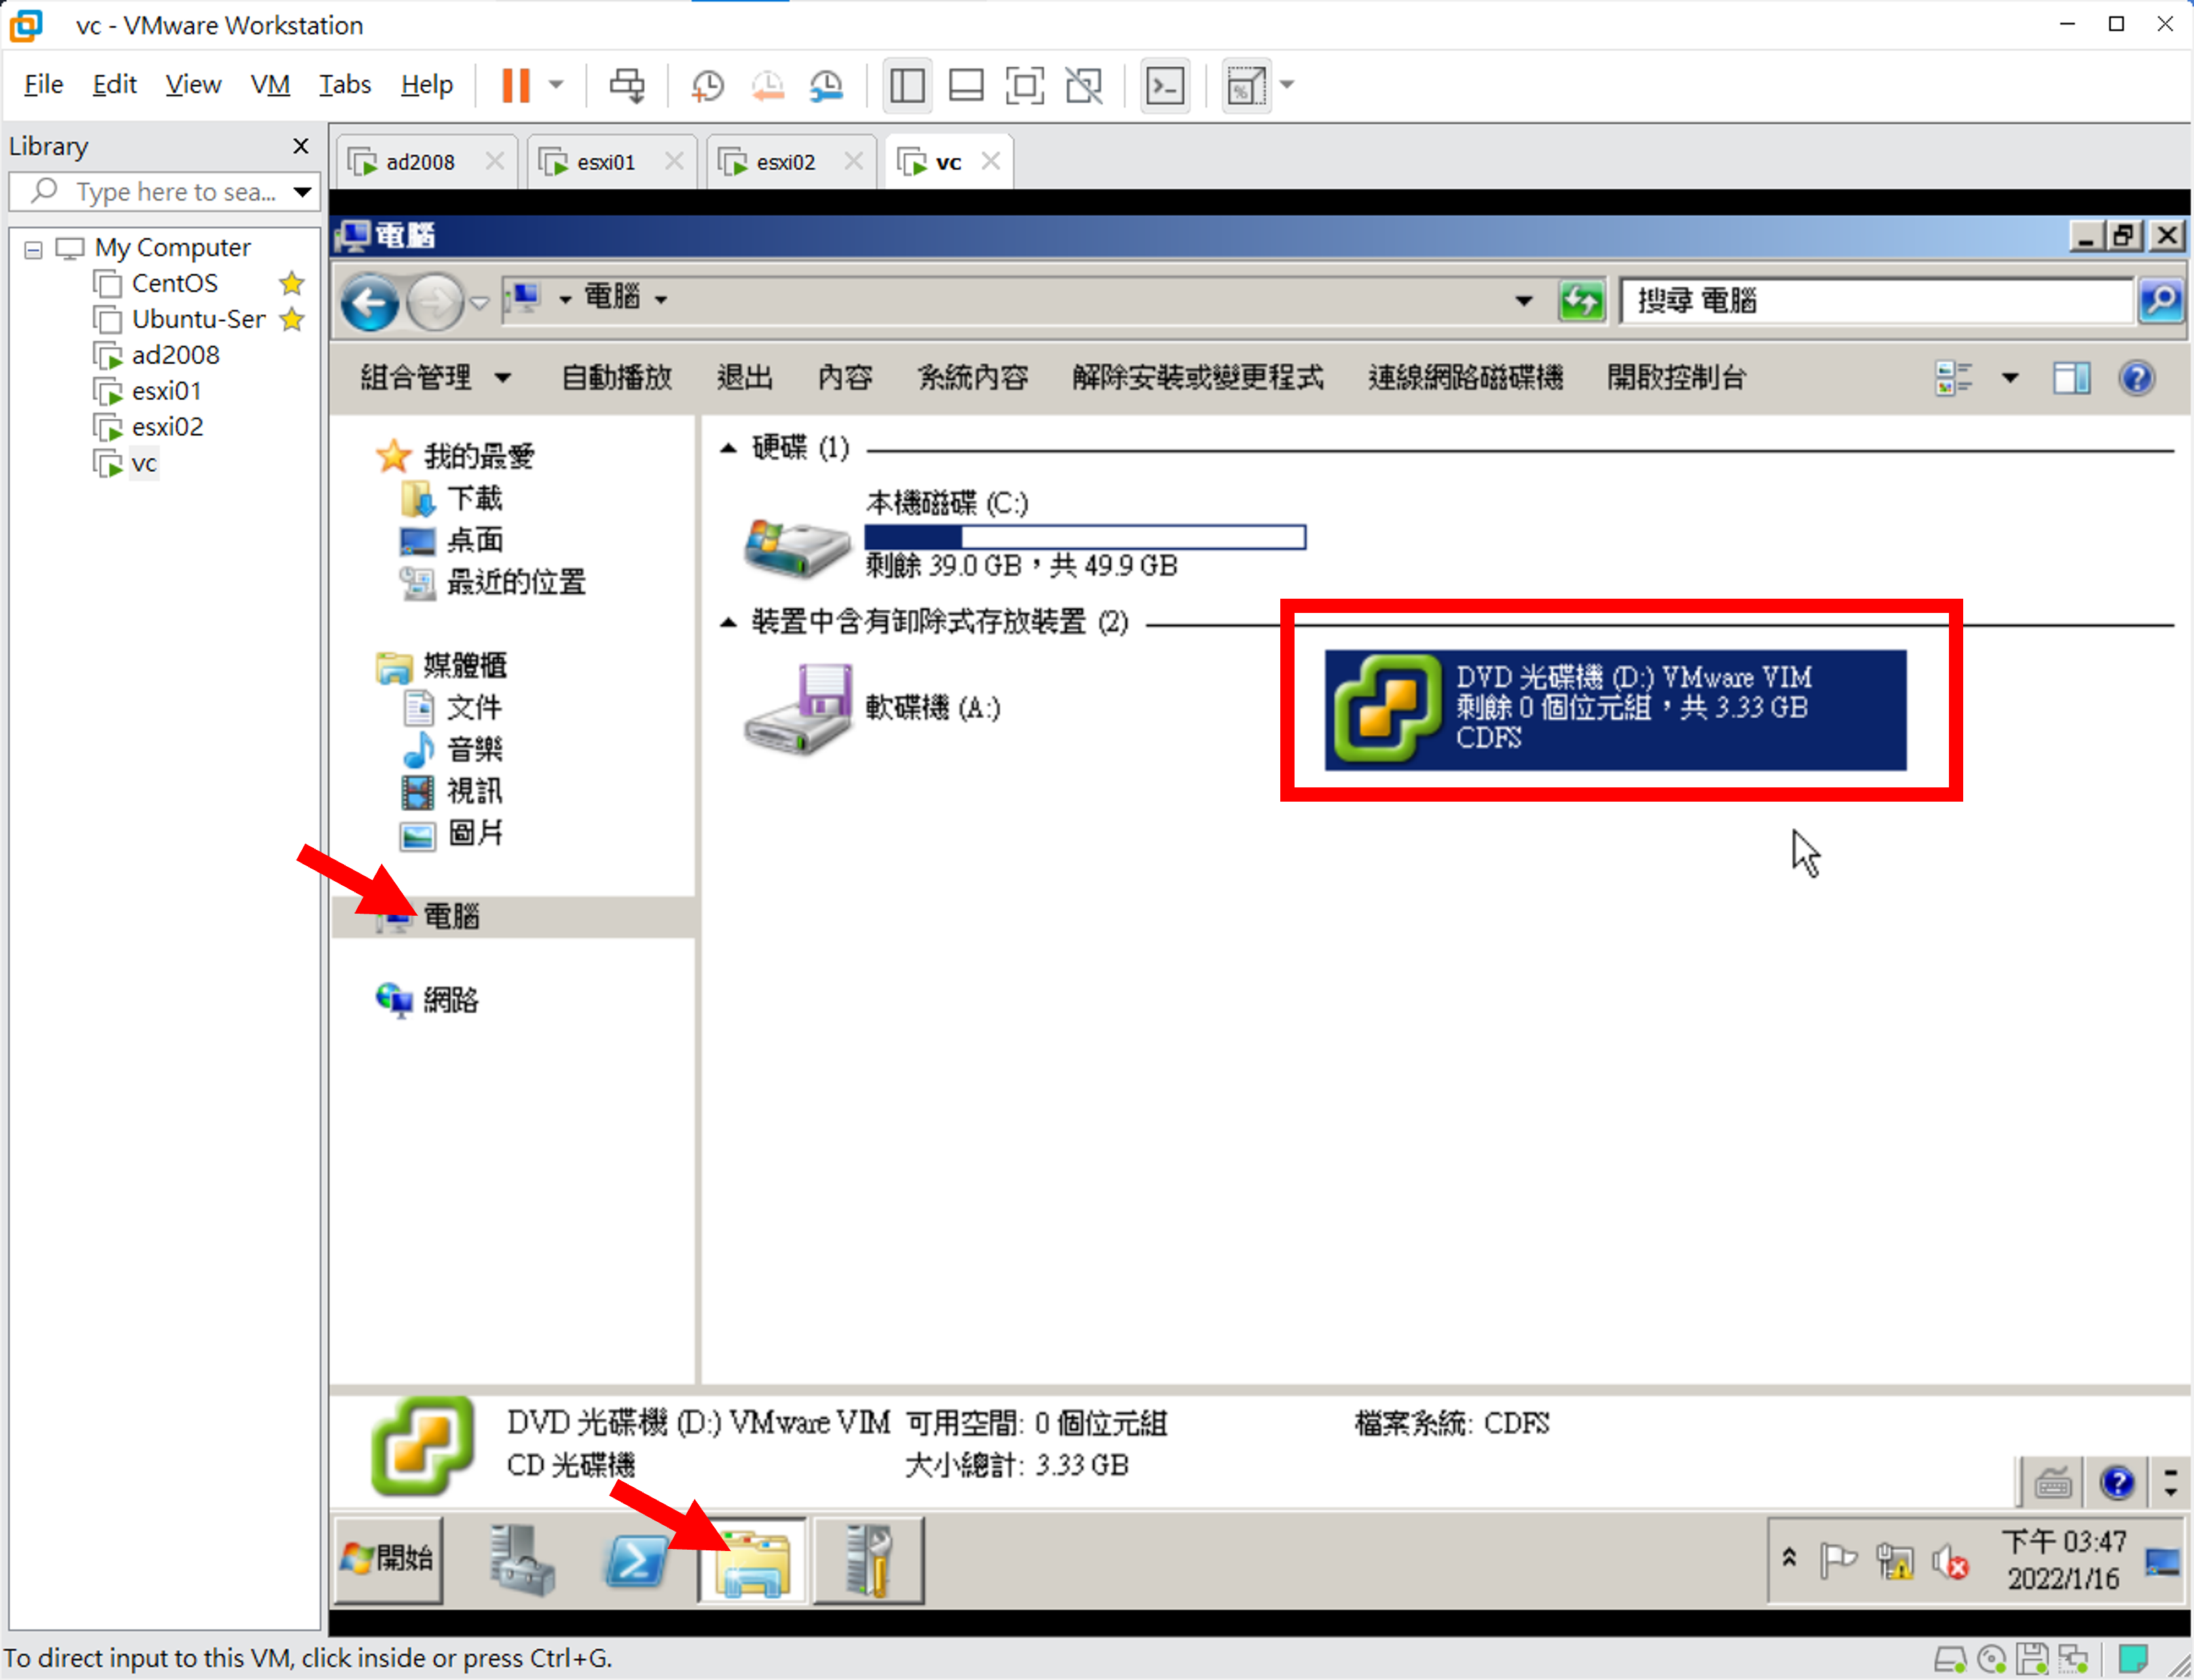 vc - VMware Workstation
File Edit View VM Tabs Help
Library
Type here to sea...
My Computer
CentOS
Ubuntu-Ser
ad2008
esxi01
esxi02
vc
ad2008 esxi01 esxi02 vc
電腦
電腦
搜尋 電腦
組合管理 自動播放 退出 內容 系統內容 解除安裝或變更程式 連線網路磁碟機 開啟控制台
我的最愛
下載
桌面
最近的位置
媒體櫃
文件
音樂
視訊
圖片
電腦
網路
硬碟 (1)
本機磁碟 (C:)
剩餘 39.0 GB，共 49.9 GB
裝置中含有卸除式存放裝置 (2)
軟碟機 (A:)
DVD 光碟機 (D:) VMware VIM
剩餘 0 個位元組，共 3.33 GB
CDFS
DVD 光碟機 (D:) VMware VIM 可用空間: 0 個位元組 檔案系統: CDFS
CD 光碟機 大小總計: 3.33 GB
開始
下午 03:47
2022/1/16
To direct input to this VM, click inside or press Ctrl+G.